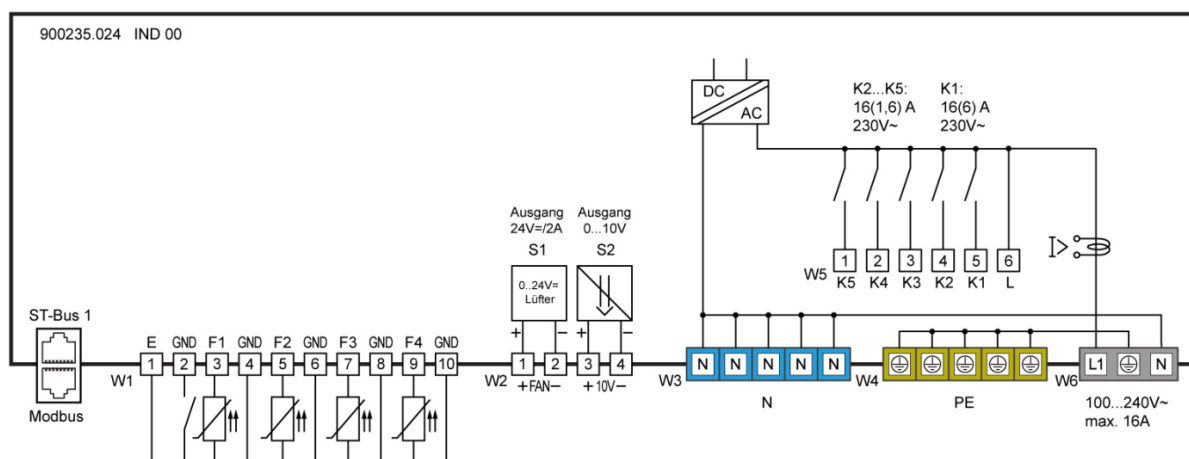 900235.024 IND 00
DC
AC
K2...K5:
16(1,6) A
230V~
K1:
16(6) A
230V~
Ausgang
24V=/2A
S1
Ausgang
0...10V
S2
0..24V=
Lüfter
+ −
+ −
I>
W5
1 2 3 4 5 6
K5 K4 K3 K2 K1 L
ST-Bus 1
Modbus
E GND F1 GND F2 GND F3 GND F4 GND
W1
1 2 3 4 5 6 7 8 9 10
W2
1 2 3 4
+FAN− + 10V−
W3
N N N N N
N
W4
PE
W6
L1 N
100...240V~
max. 16A